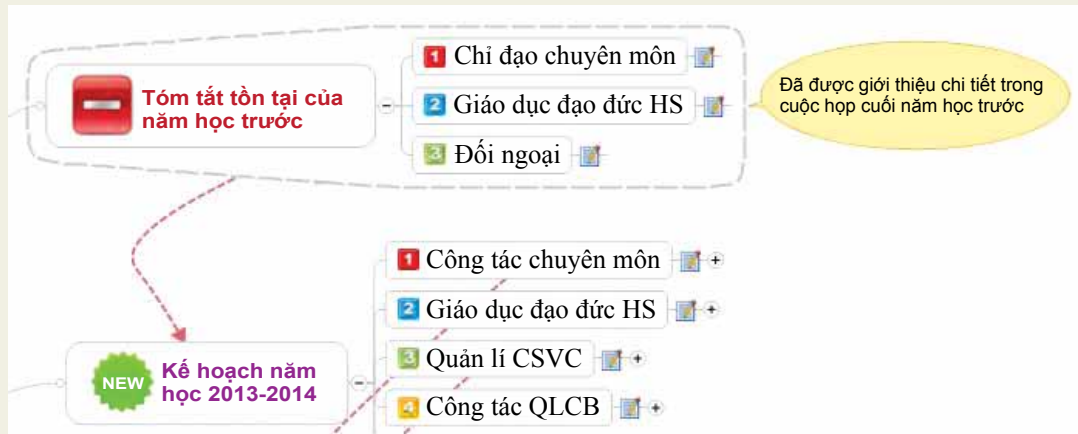 Tóm tắt tồn tại của
năm học trước
1 Chỉ đạo chuyên môn
2 Giáo dục đạo đức HS
3 Đối ngoại
Đã được giới thiệu chi tiết trong
cuộc họp cuối năm học trước
NEW
Kế hoạch năm
học 2013-2014
1 Công tác chuyên môn
2 Giáo dục đạo đức HS
3 Quản lí CSVC
4 Công tác QLCB